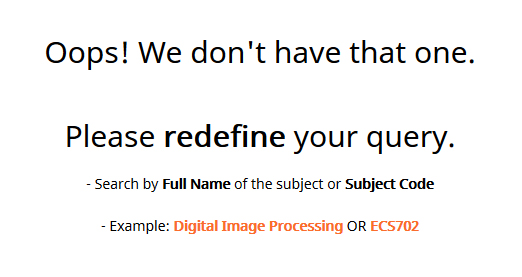 Oops! We don't have that one.
Please redefine your query.
- Search by Full Name of the subject or Subject Code
- Example: Digital Image Processing OR ECS702